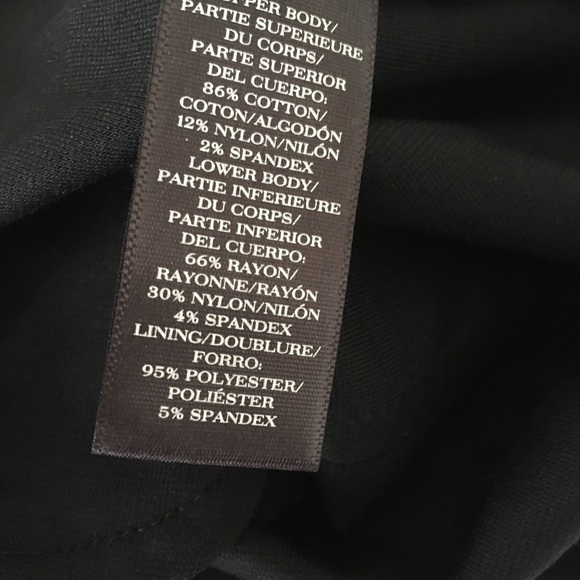 UPPER BODY/
PARTIE SUPERIEURE
DU CORPS/
PARTE SUPERIOR
DEL CUERPO:
86% COTTON/
COTON/ALGODÓN
12% NYLON/NILÓN
2% SPANDEX
LOWER BODY/
PARTIE INFERIEURE
DU CORPS/
PARTE INFERIOR
DEL CUERPO:
66% RAYON/
RAYONNE/RAYÓN
30% NYLON/NILÓN
4% SPANDEX
LINING/DOUBLURE/
FORRO:
95% POLYESTER/
POLIÉSTER
5% SPANDEX